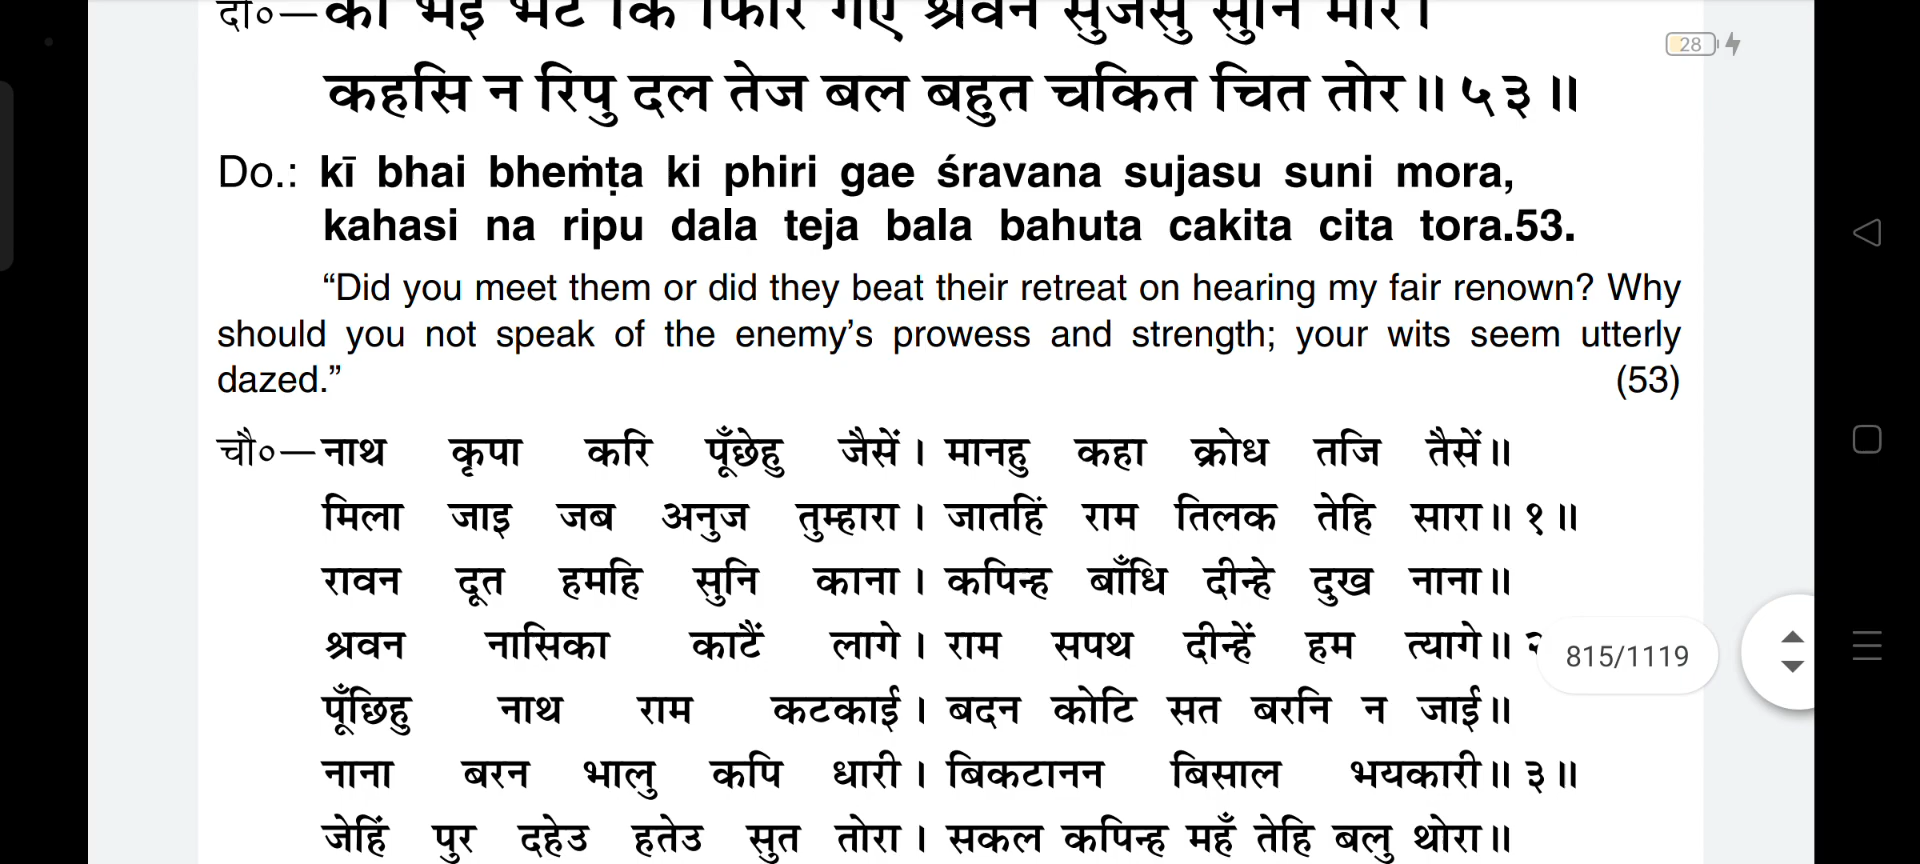 दो०—की भइ भेंट कि फिरि गए श्रवन सुजसु सुनि मोर।
28
कहसि न रिपु दल तेज बल बहुत चकित चित तोर॥ ५३॥
Do.: kī bhai bheṁṭa ki phiri gae śravana sujasu suni mora,
kahasi na ripu dala teja bala bahuta cakita cita tora.53.
“Did you meet them or did they beat their retreat on hearing my fair renown? Why
should you not speak of the enemy’s prowess and strength; your wits seem utterly
dazed.” (53)
चौ०—नाथ कृपा करि पूँछेहु जैसें। मानहु कहा क्रोध तजि तैसें॥
मिला जाइ जब अनुज तुम्हारा। जातहिं राम तिलक तेहि सारा॥ १॥
रावन दूत हमहि सुनि काना। कपिन्ह बाँधि दीन्हे दुख नाना॥
श्रवन नासिका काटैं लागे। राम सपथ दीन्हें हम त्यागे॥
815/1119
पूँछिहु नाथ राम कटकाई। बदन कोटि सत बरनि न जाई॥
नाना बरन भालु कपि धारी। बिकटानन बिसाल भयकारी॥ ३॥
जेहिं पुर दहेउ हतेउ सुत तोरा। सकल कपिन्ह महँ तेहि बलु थोरा॥